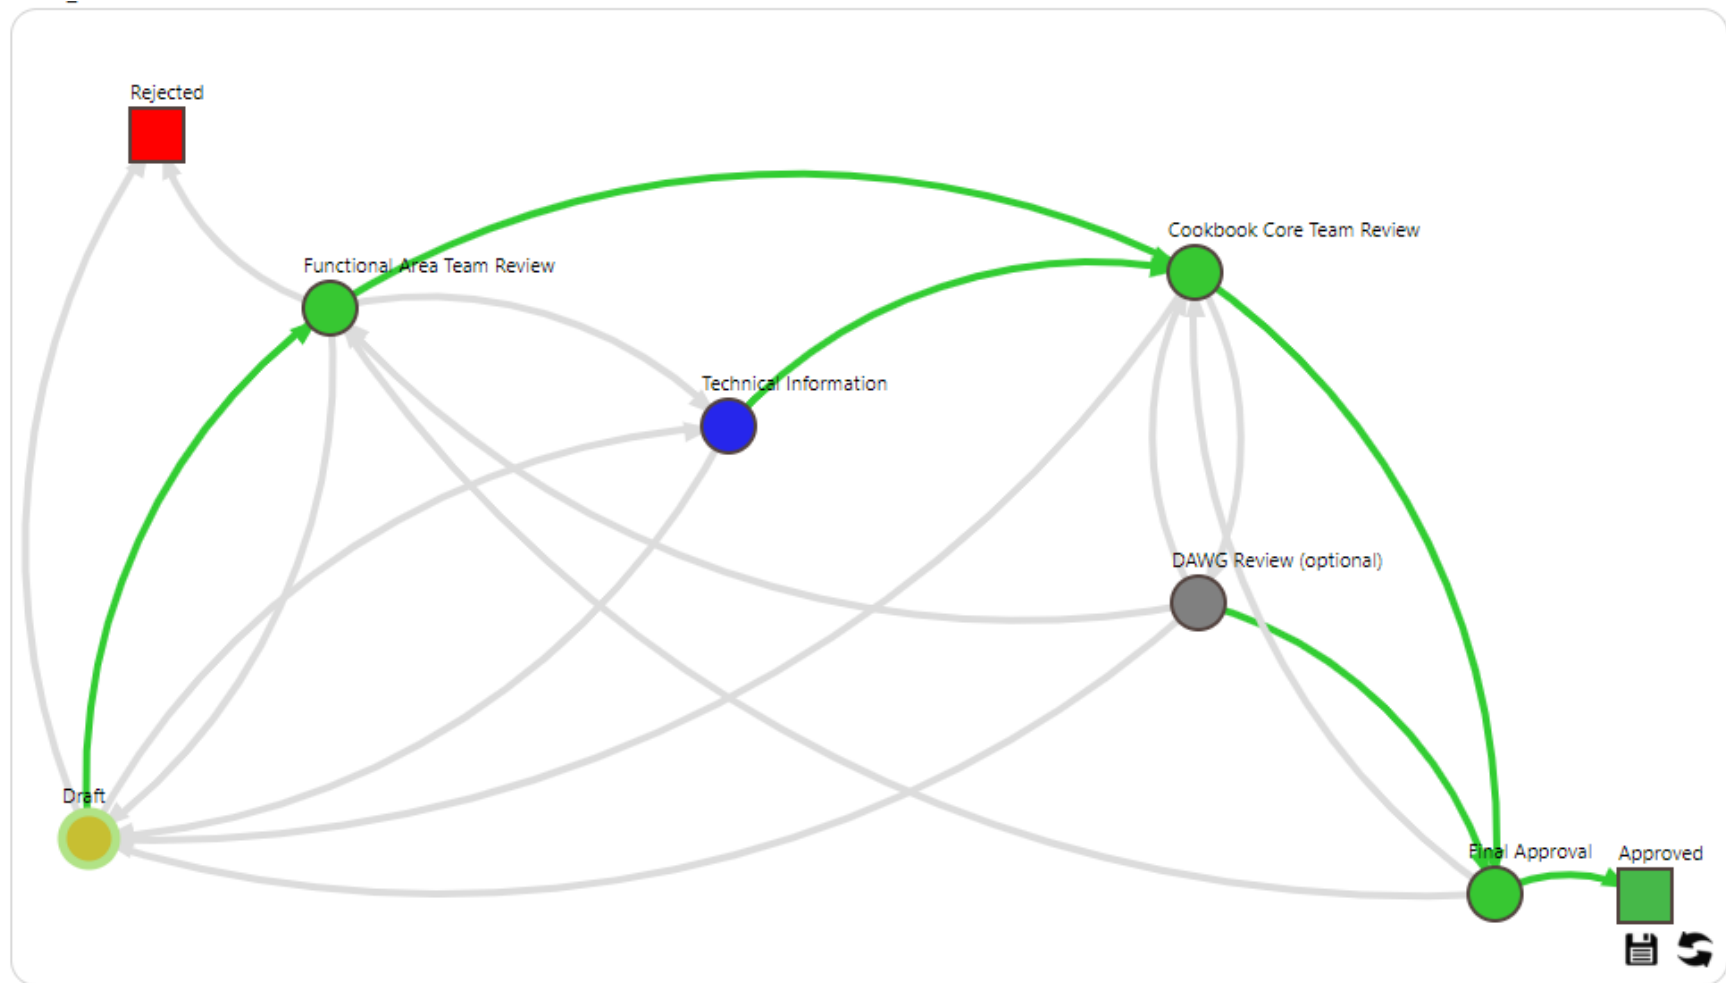 Rejected
Cookbook Core Team Review
Functional Area Team Review
Technical Information
DAWG Review (optional)
Draft
Final Approval
Approved